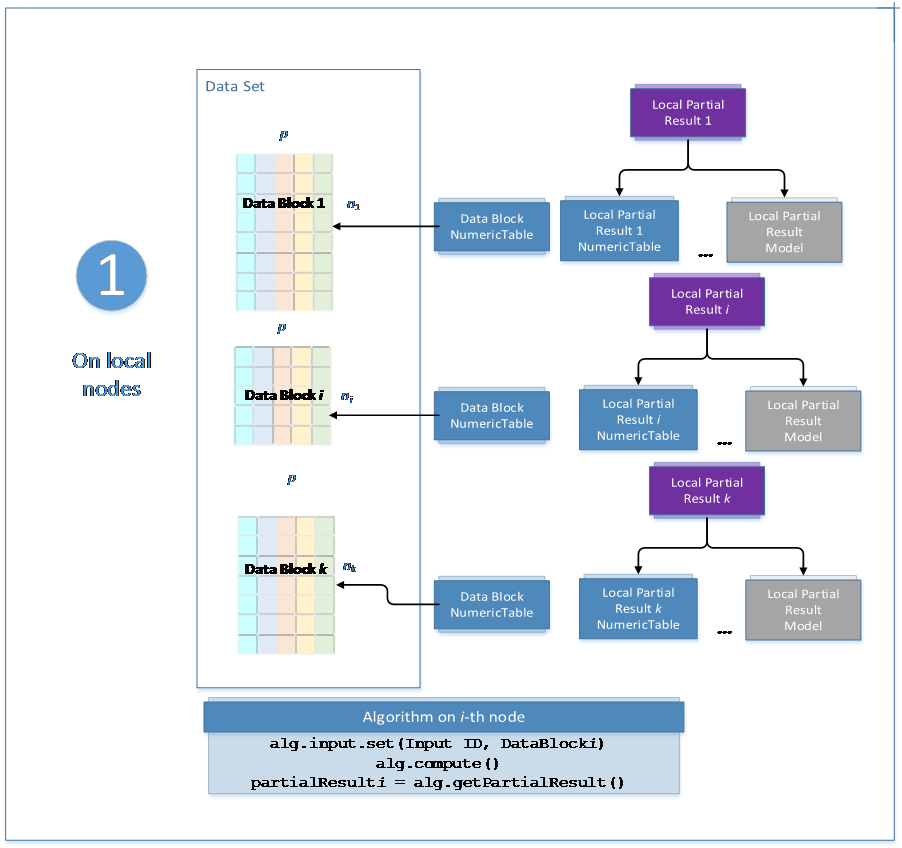 Data Set
p
Data Block 1
n1
Data Block
NumericTable
Local Partial
Result 1
Local Partial
Result 1
NumericTable
...
Local Partial
Result
Model
1
On local
nodes
p
Data Block i
ni
Data Block
NumericTable
Local Partial
Result i
Local Partial
Result i
NumericTable
...
Local Partial
Result
Model
p
Data Block k
nk
Data Block
NumericTable
Local Partial
Result k
Local Partial
Result k
NumericTable
...
Local Partial
Result
Model
Algorithm on i-th node
alg.input.set(Input ID, DataBlocki)
alg.compute()
partialResulti = alg.getPartialResult()